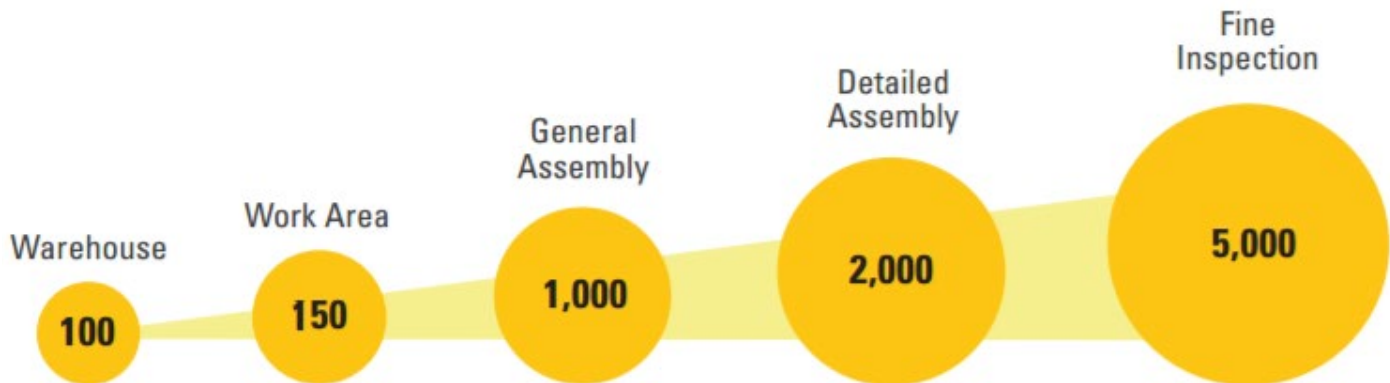 Warehouse
100
Work Area
150
General
Assembly
1,000
Detailed
Assembly
2,000
Fine
Inspection
5,000